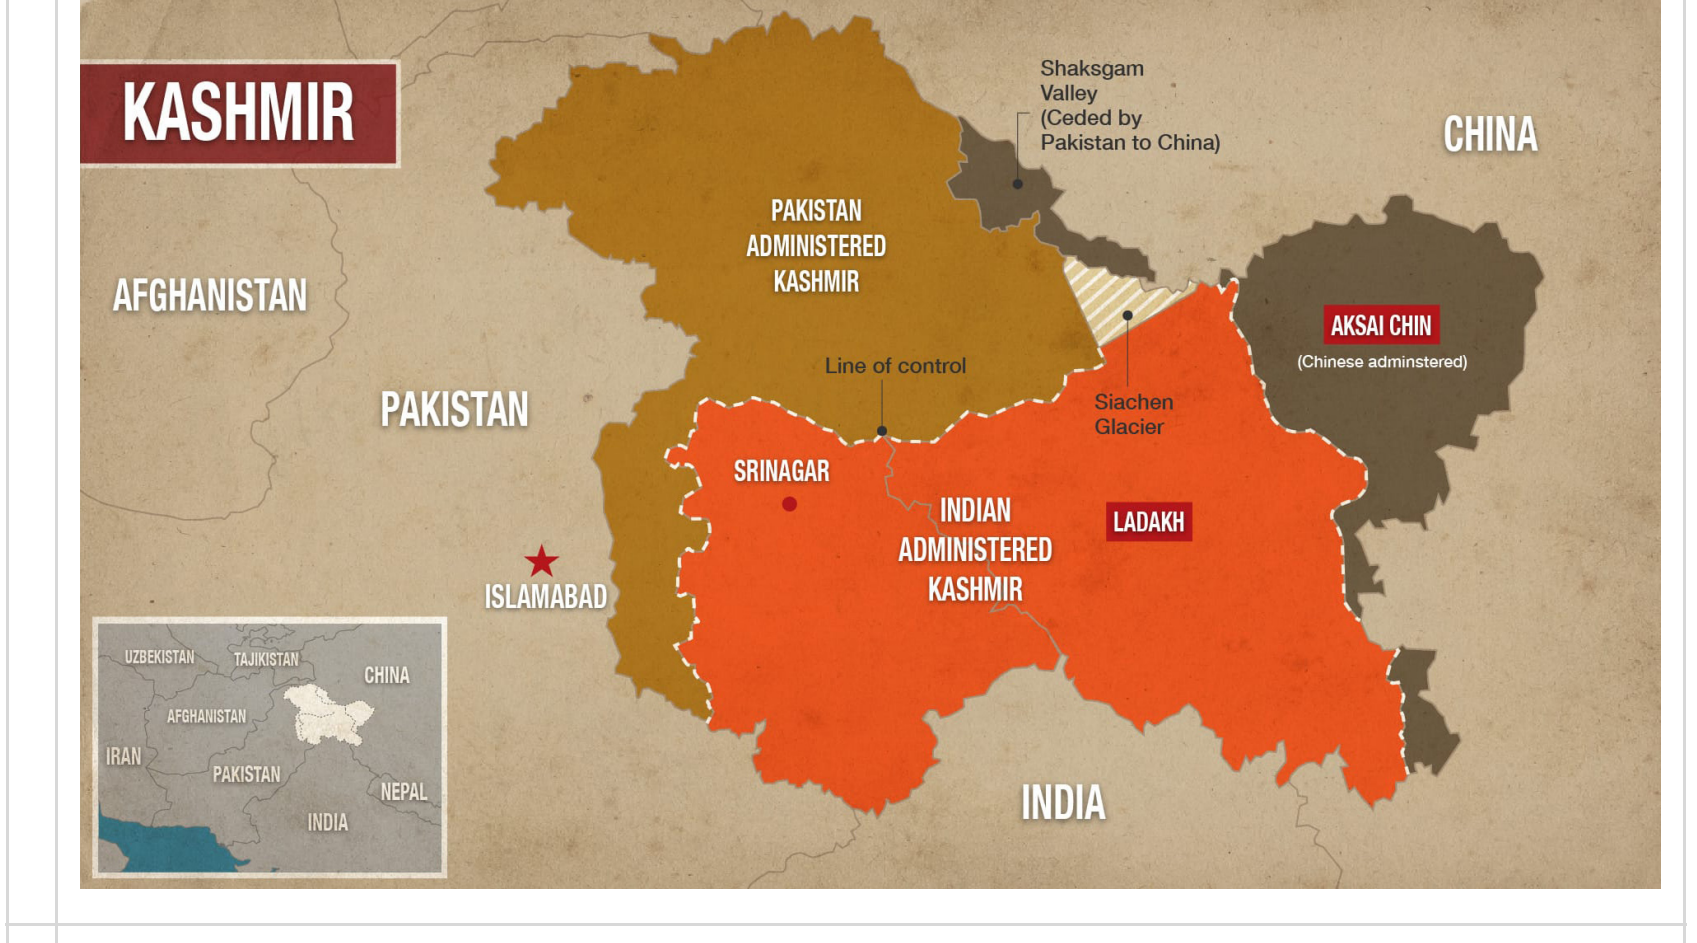 KASHMIR
Shaksgam
Valley
(Ceded by
Pakistan to China)
CHINA
PAKISTAN
ADMINISTERED
KASHMIR
AFGHANISTAN
AKSAI CHIN
(Chinese adminstered)
Line of control
PAKISTAN
Siachen
Glacier
SRINAGAR
INDIAN
ADMINISTERED
KASHMIR
LADAKH
ISLAMABAD
INDIA
UZBEKISTAN
TAJIKISTAN
CHINA
AFGHANISTAN
IRAN
PAKISTAN
NEPAL
INDIA